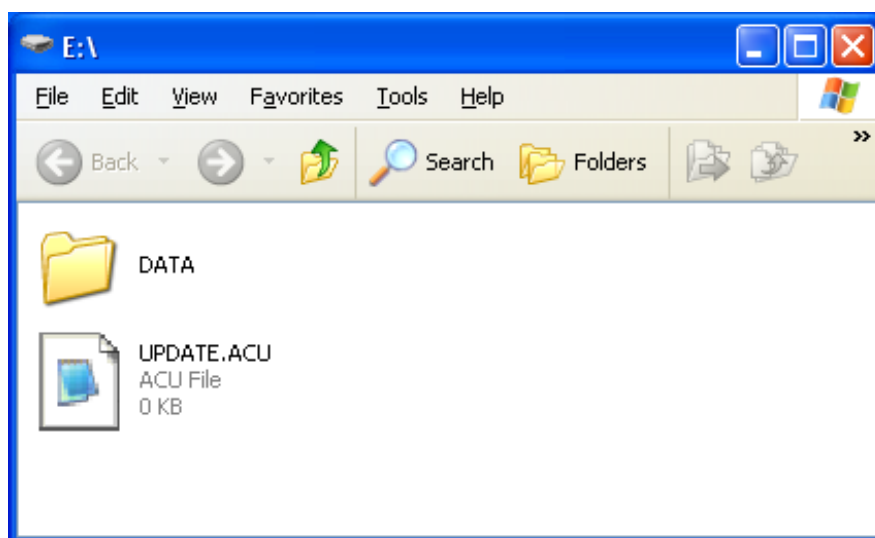 E:\
File Edit View Favorites Tools Help
Back Search Folders »
DATA
UPDATE.ACU
ACU File
0 KB